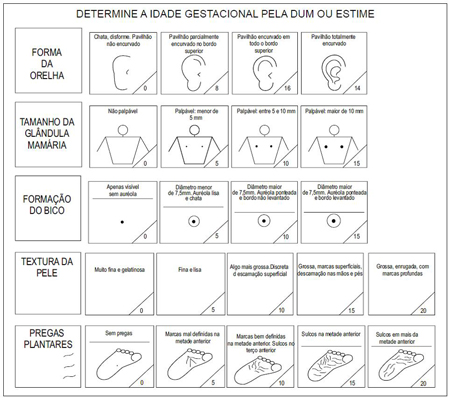 DETERMINE A IDADE GESTACIONAL PELA DUM OU ESTIME
FORMA
DA
ORELHA
Chata, disforme. Pavilhão
não encurvado
0
Pavilhão parcialmente
encurvado no bordo
superior
8
Pavilhão encurvado em
todo o bordo
superior
16
Pavilhão totalmente
encurvado
14
TAMANHO DA
GLÂNDULA
MAMÁRIA
Não palpável
0
Palpável: menor de
5 mm
5
Palpável: entre 5 e 10 mm
10
Palpável: maior de 10 mm
15
FORMAÇÃO
DO BICO
Apenas visível
sem auréola
0
Diâmetro menor
de 7,5mm. Auréola lisa
e chata
5
Diâmetro maior
de 7,5mm. Auréola ponteada
e bordo não levantado
10
Diâmetro maior
de 7,5mm. Auréola ponteada
e bordo levantado
15
TEXTURA DA
PELE
Muito fina e gelatinosa
0
Fina e lisa
5
Algo mais grossa.Discreta
d escamação superficial
10
Grossa, marcas superficiais,
descamação nas mãos e pés
15
Grossa, enrugada, com
marcas profundas
20
PREGAS
PLANTARES
Sem pregas
0
Marcas mal definidas na
metade anterior
5
Marcas bem definidas
na metade anterior. Sulcos no
terço anterior
10
Sulcos na metade anterior
15
Sulcos em mais da metade
anterior
20